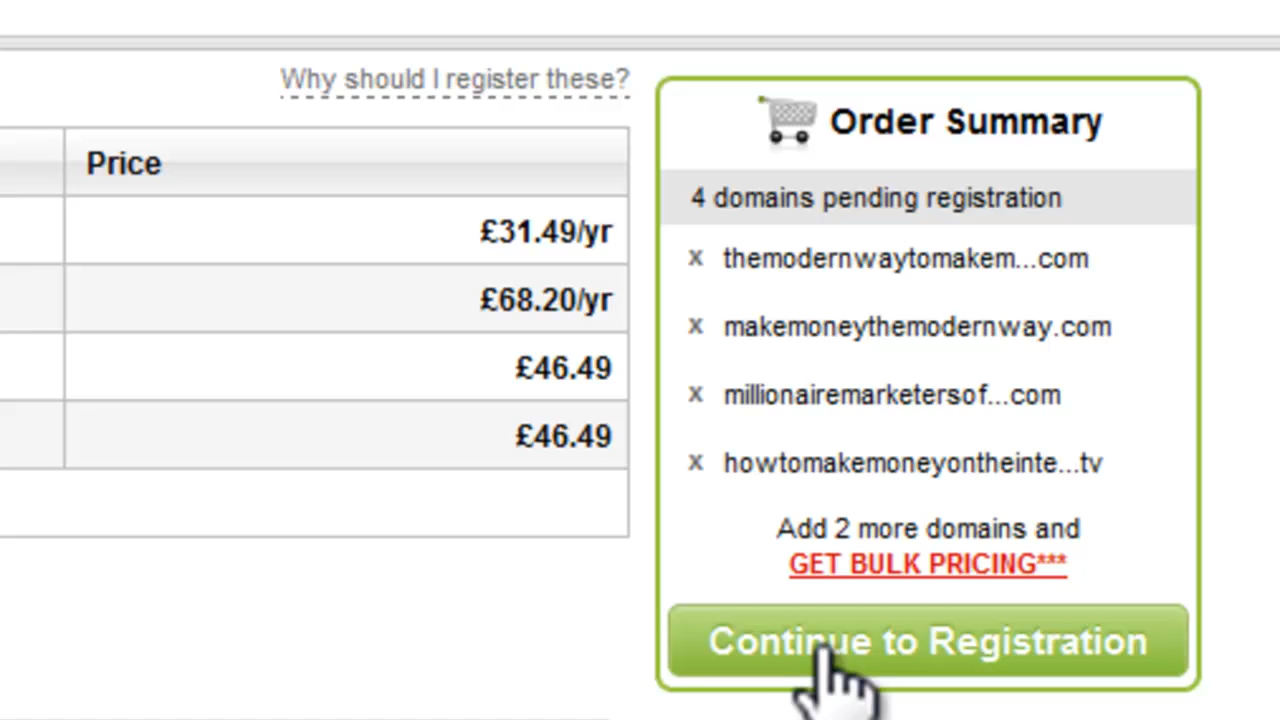 Why should I register these?
Price
£31.49/yr
£68.20/yr
£46.49
£46.49
Order Summary
4 domains pending registration
x themodernwaytomakem...com
x makemoneythemodernway.com
x millionairemarketersof...com
x howtomakemoneyontheinte...tv
Add 2 more domains and
GET BULK PRICING***
Continue to Registration